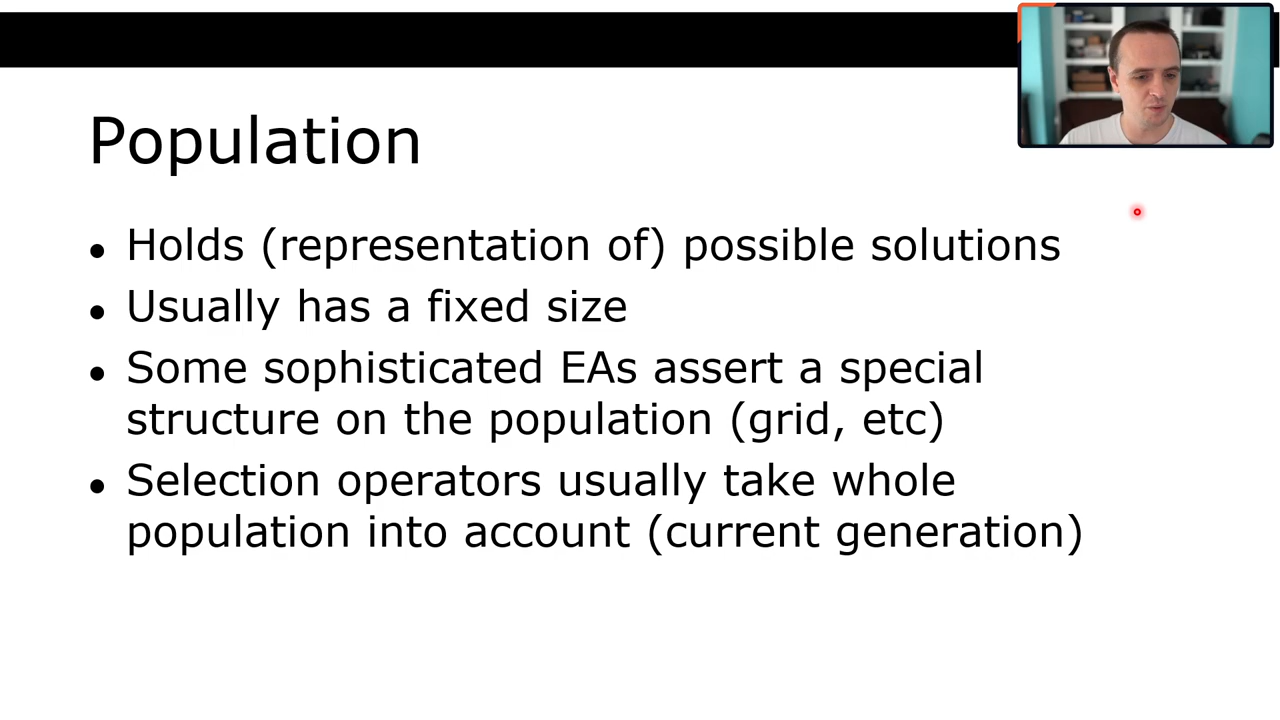 Population
• Holds (representation of) possible solutions
• Usually has a fixed size
• Some sophisticated EAs assert a special
structure on the population (grid, etc)
• Selection operators usually take whole
population into account (current generation)